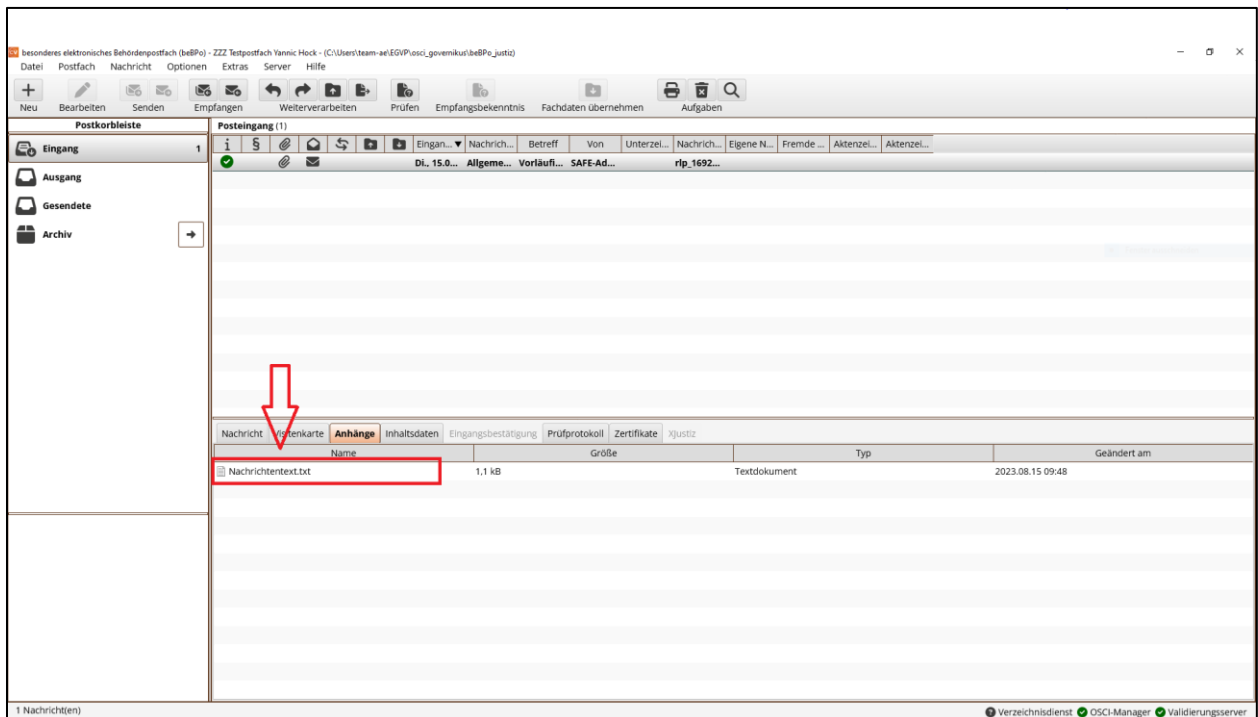 besonderes elektronisches Behördenpostfach (beBPo) - ZZZ Testpostfach Yannic Hock - (C:\Users\team-ae\EGVP\osci_governikus\beBPo_justiz)
Datei Postfach Nachricht Optionen Extras Server Hilfe
Neu Bearbeiten Senden Empfangen Weiterverarbeiten Prüfen Empfangsbekenntnis Fachdaten übernehmen Aufgaben
Postkorbleiste Posteingang (1)
Eingang 1 i § Eingan... Nachrich... Betreff Von Unterzei... Nachrich... Eigene N... Fremde ... Aktenzei... Aktenzei...
Di., 15.0... Allgeme... Vorläufi... SAFE-Ad... rlp_1692...
Ausgang
Gesendete
Archiv
Nachricht Visitenkarte Anhänge Inhaltsdaten Eingangsbestätigung Prüfprotokoll Zertifikate XJustiz
Name Größe Typ Geändert am
Nachrichtentext.txt 1,1 kB Textdokument 2023.08.15 09:48
1 Nachricht(en) Verzeichnisdienst OSCI-Manager Validierungsserver